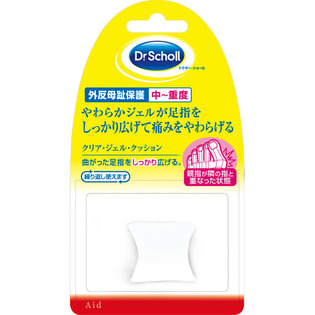 Dr Scholl
ドクター・ショール
外反母趾保護 中〜重度
やわらかジェルが足指を
しっかり広げて痛みをやわらげる
クリア・ジェル・クッション
曲がった足指をしっかり広げる。
繰り返し使えます
親指が隣の指と
重なった状態
Aid